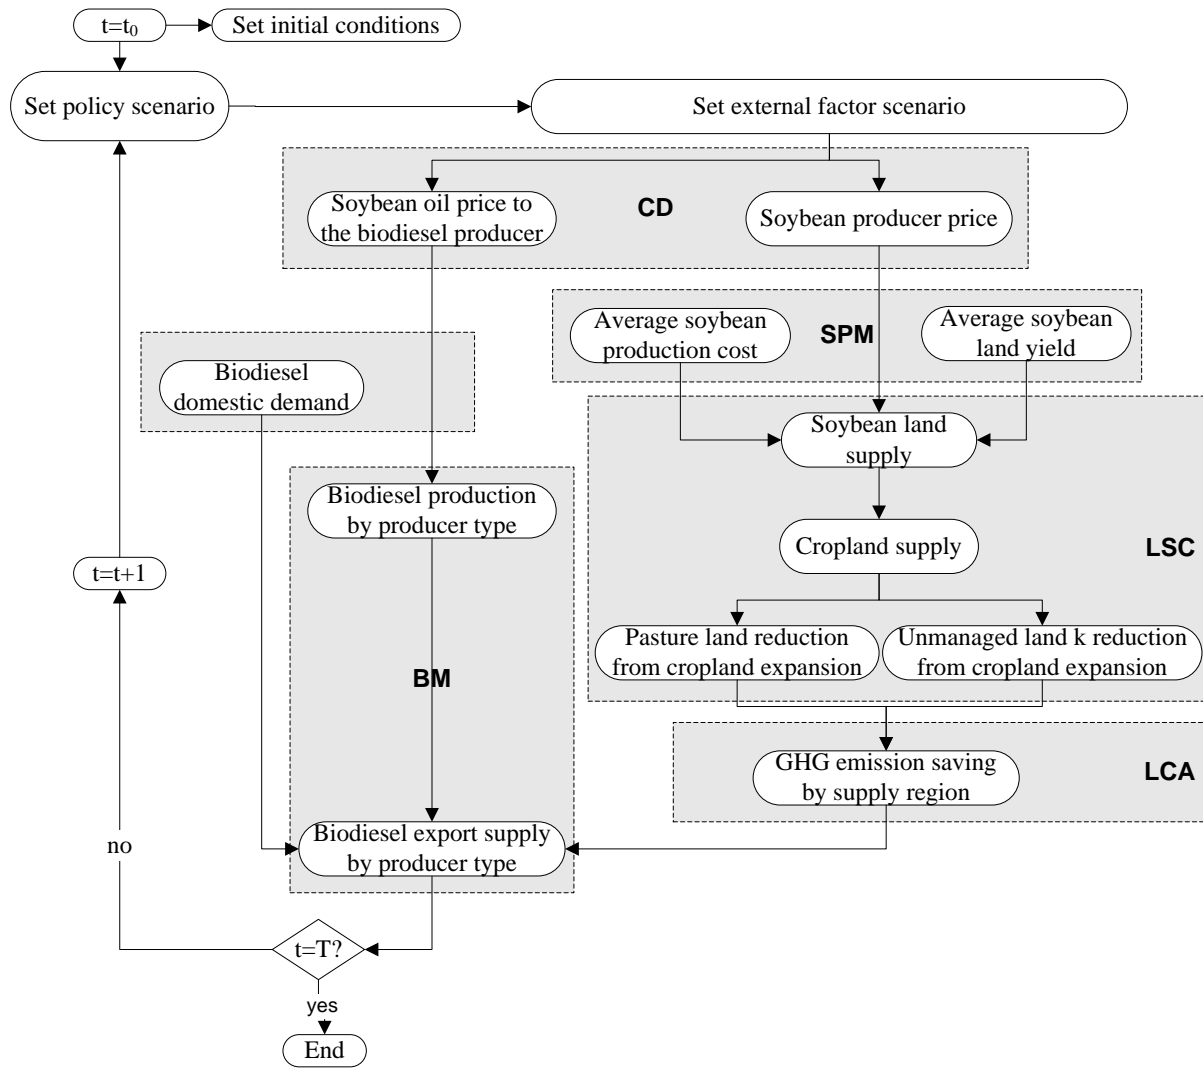 t=t0
Set initial conditions
Set policy scenario
Set external factor scenario
Soybean oil price to
the biodiesel producer
CD
Soybean producer price
Average soybean
production cost
SPM
Average soybean
land yield
Biodiesel
domestic demand
Soybean land
supply
Biodiesel production
by producer type
Cropland supply
LSC
t=t+1
Pasture land reduction
from cropland expansion
Unmanaged land k reduction
from cropland expansion
BM
GHG emission saving
by supply region
LCA
Biodiesel export supply
by producer type
no
t=T?
yes
End